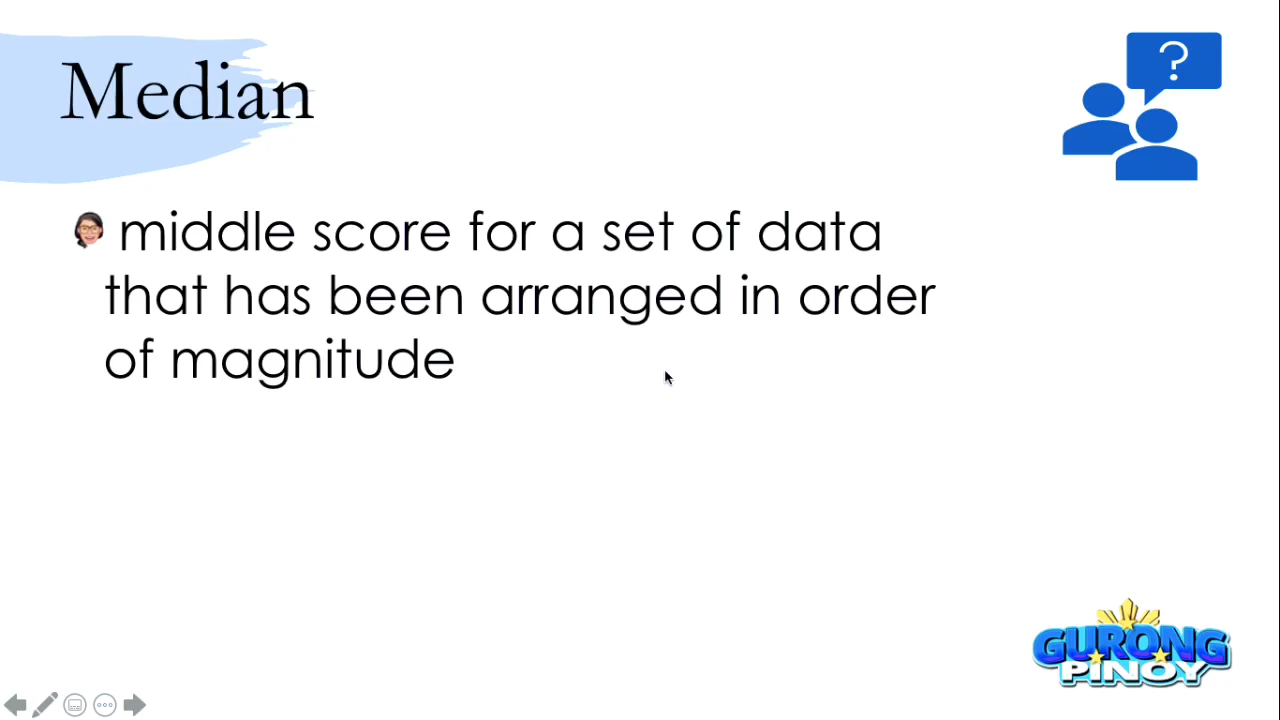 Median
?
middle score for a set of data
that has been arranged in order
of magnitude
GURONG
PINOY